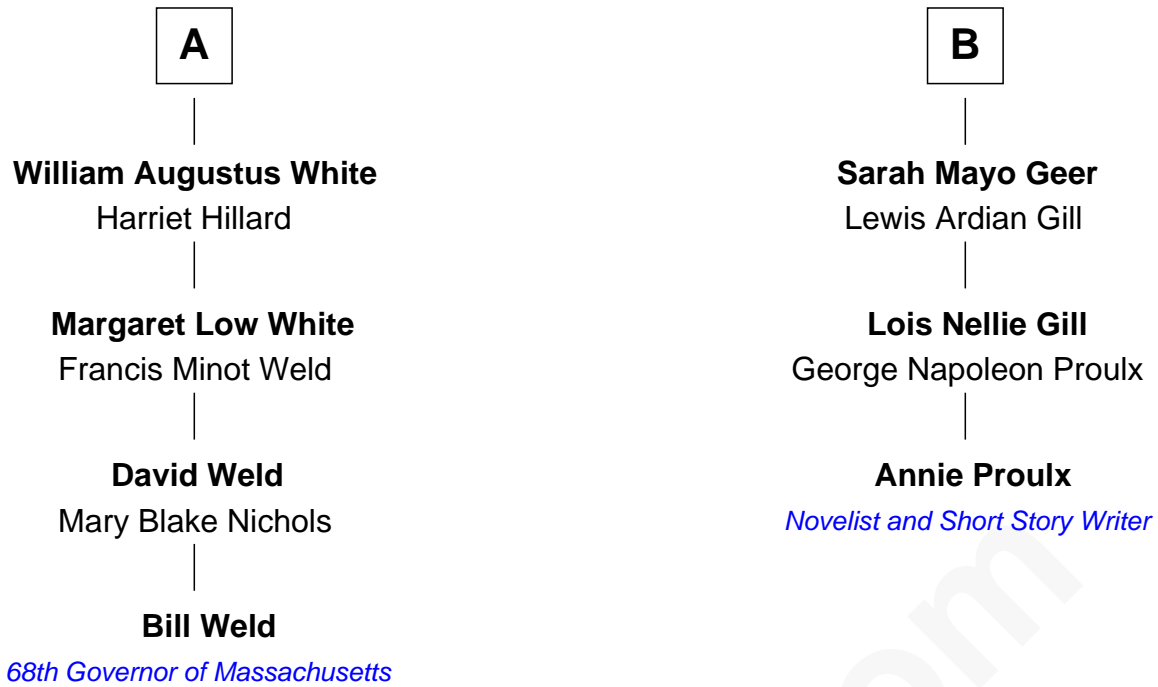 A
William Augustus White
Harriet Hillard
Margaret Low White
Francis Minot Weld
David Weld
Mary Blake Nichols
Bill Weld
68th Governor of Massachusetts
B
Sarah Mayo Geer
Lewis Ardian Gill
Lois Nellie Gill
George Napoleon Proulx
Annie Proulx
Novelist and Short Story Writer
om